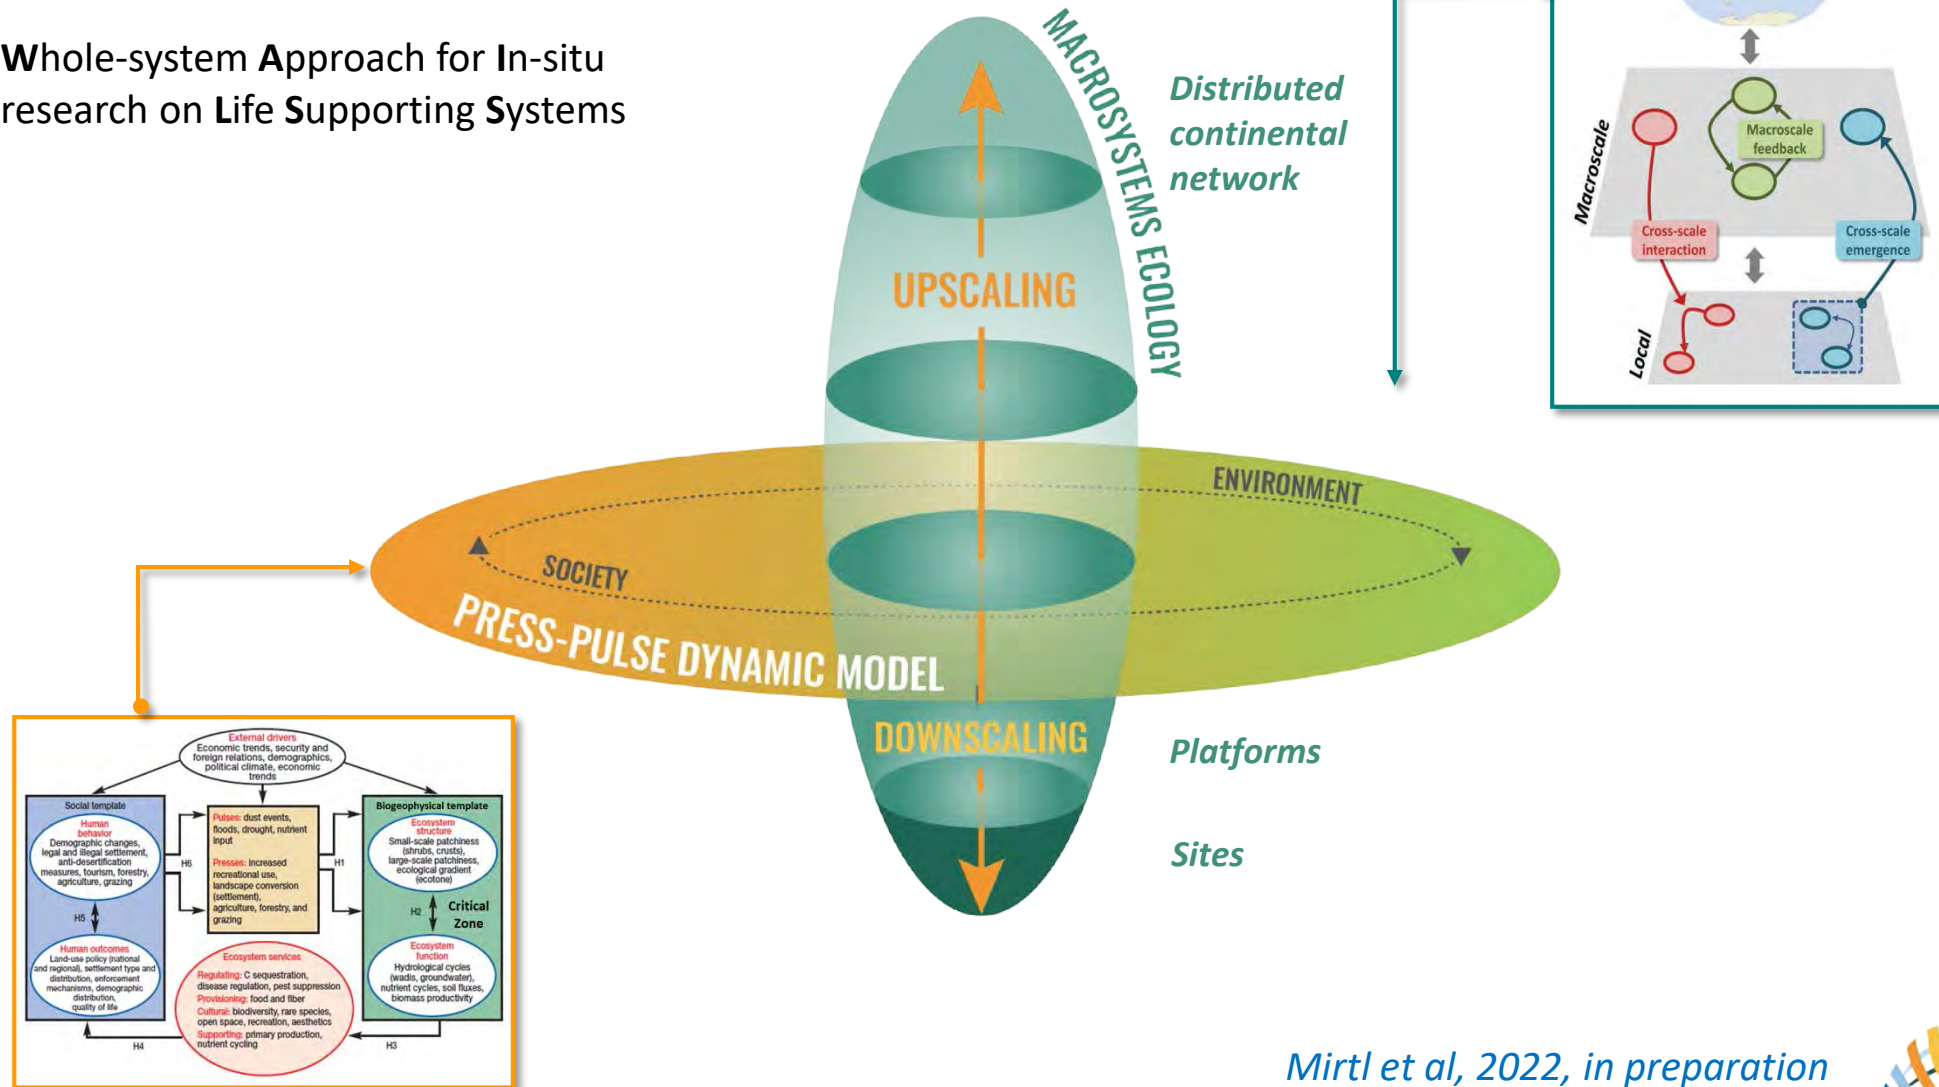 Whole-system Approach for In-situ
research on Life Supporting Systems
MACROSYSTEMS ECOLOGY
Distributed
continental
network
UPSCALING
Macroscale
Macroscale
feedback
Cross-scale
interaction
Cross-scale
emergence
Local
ENVIRONMENT
SOCIETY
PRESS-PULSE DYNAMIC MODEL
DOWNSCALING
Platforms
Sites
External drivers
Economic trends, security and
foreign relations, demographics,
political climate, economic
trends
Social template
Human
behavior
Demographic changes,
legal and illegal settlement,
anti-desertification
measures, tourism, forestry,
agriculture, grazing
H5
Human outcomes
Land-use policy (national
and regional), settlement type and
distribution, enforcement
mechanisms, demographic
distribution,
quality of life
H6
Pulses: dust events,
floods, drought, nutrient
input
Presses: increased
recreational use,
landscape conversion
(settlement),
agriculture, forestry, and
grazing
H1
Biogeophysical template
Ecosystem
structure
Small-scale patchiness
(shrubs, crusts),
large-scale patchiness,
ecological gradient
(ecotone)
H2
Critical
Zone
Ecosystem
function
Hydrological cycles
(wadis, groundwater),
nutrient cycles, soil fluxes,
biomass productivity
Ecosystem services
Regulating: C sequestration,
disease regulation, pest suppression
Provisioning: food and fiber
Cultural: biodiversity, rare species,
open space, recreation, aesthetics
Supporting: primary production,
nutrient cycling
H4
H3
Mirtl et al, 2022, in preparation